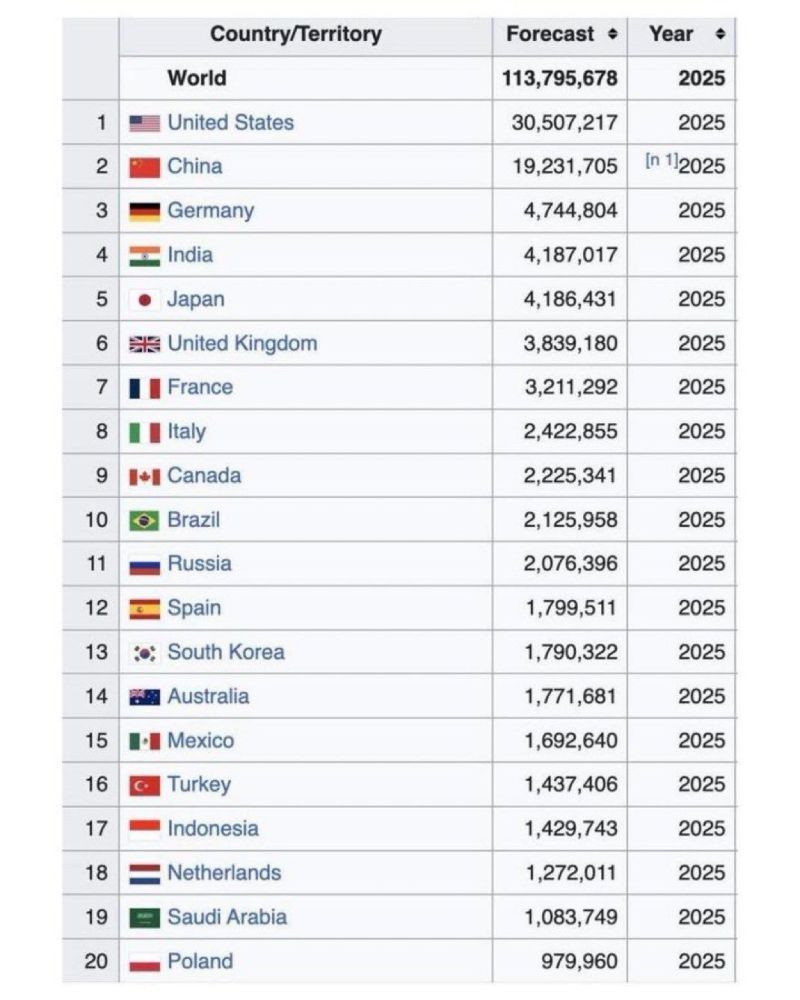 Country/Territory Forecast Year
World 113,795,678 2025
1 United States 30,507,217 2025
2 China 19,231,705 [n 1]2025
3 Germany 4,744,804 2025
4 India 4,187,017 2025
5 Japan 4,186,431 2025
6 United Kingdom 3,839,180 2025
7 France 3,211,292 2025
8 Italy 2,422,855 2025
9 Canada 2,225,341 2025
10 Brazil 2,125,958 2025
11 Russia 2,076,396 2025
12 Spain 1,799,511 2025
13 South Korea 1,790,322 2025
14 Australia 1,771,681 2025
15 Mexico 1,692,640 2025
16 Turkey 1,437,406 2025
17 Indonesia 1,429,743 2025
18 Netherlands 1,272,011 2025
19 Saudi Arabia 1,083,749 2025
20 Poland 979,960 2025